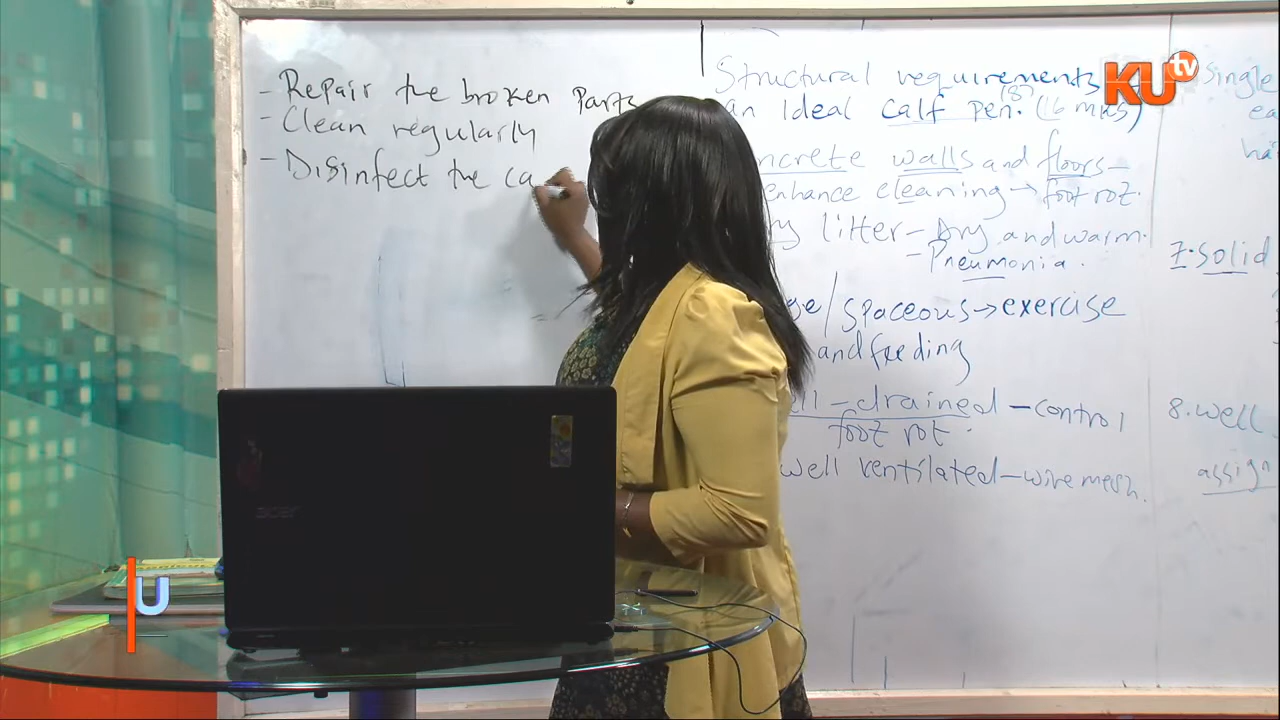 - Repair the broken parts
- Clean regularly
- Disinfect the ca
Structural requirements
an Ideal calf pen. (8) (16 mks)
ncrete walls and floors-
enhance cleaning → foot rot.
litter - Dry and warm.
- Pneumonia.
/spaceous → exercise
and feeding
- drained - control
foot rot.
well ventilated - wire mesh.
Single
ea
7. solid
8. well
assign
KU tv
acer
U